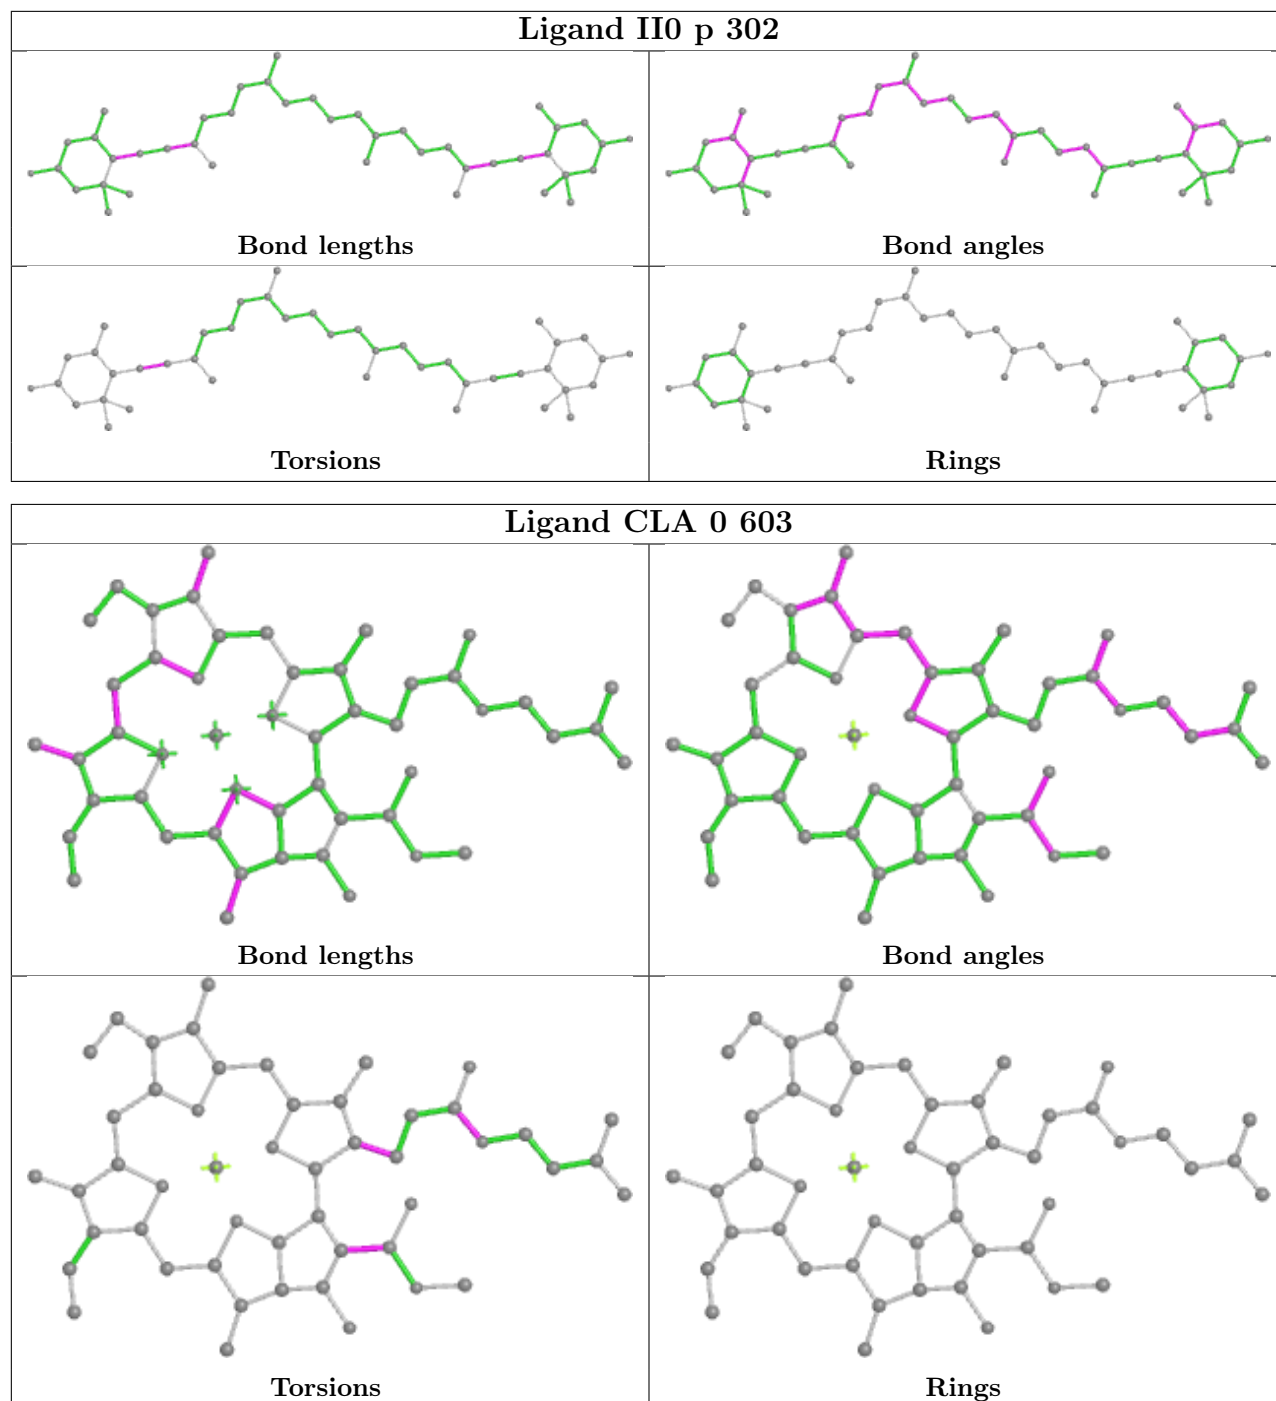 Ligand II0 p 302
Bond lengths
Bond angles
Torsions
Rings
Ligand CLA 0 603
Bond lengths
Bond angles
Torsions
Rings